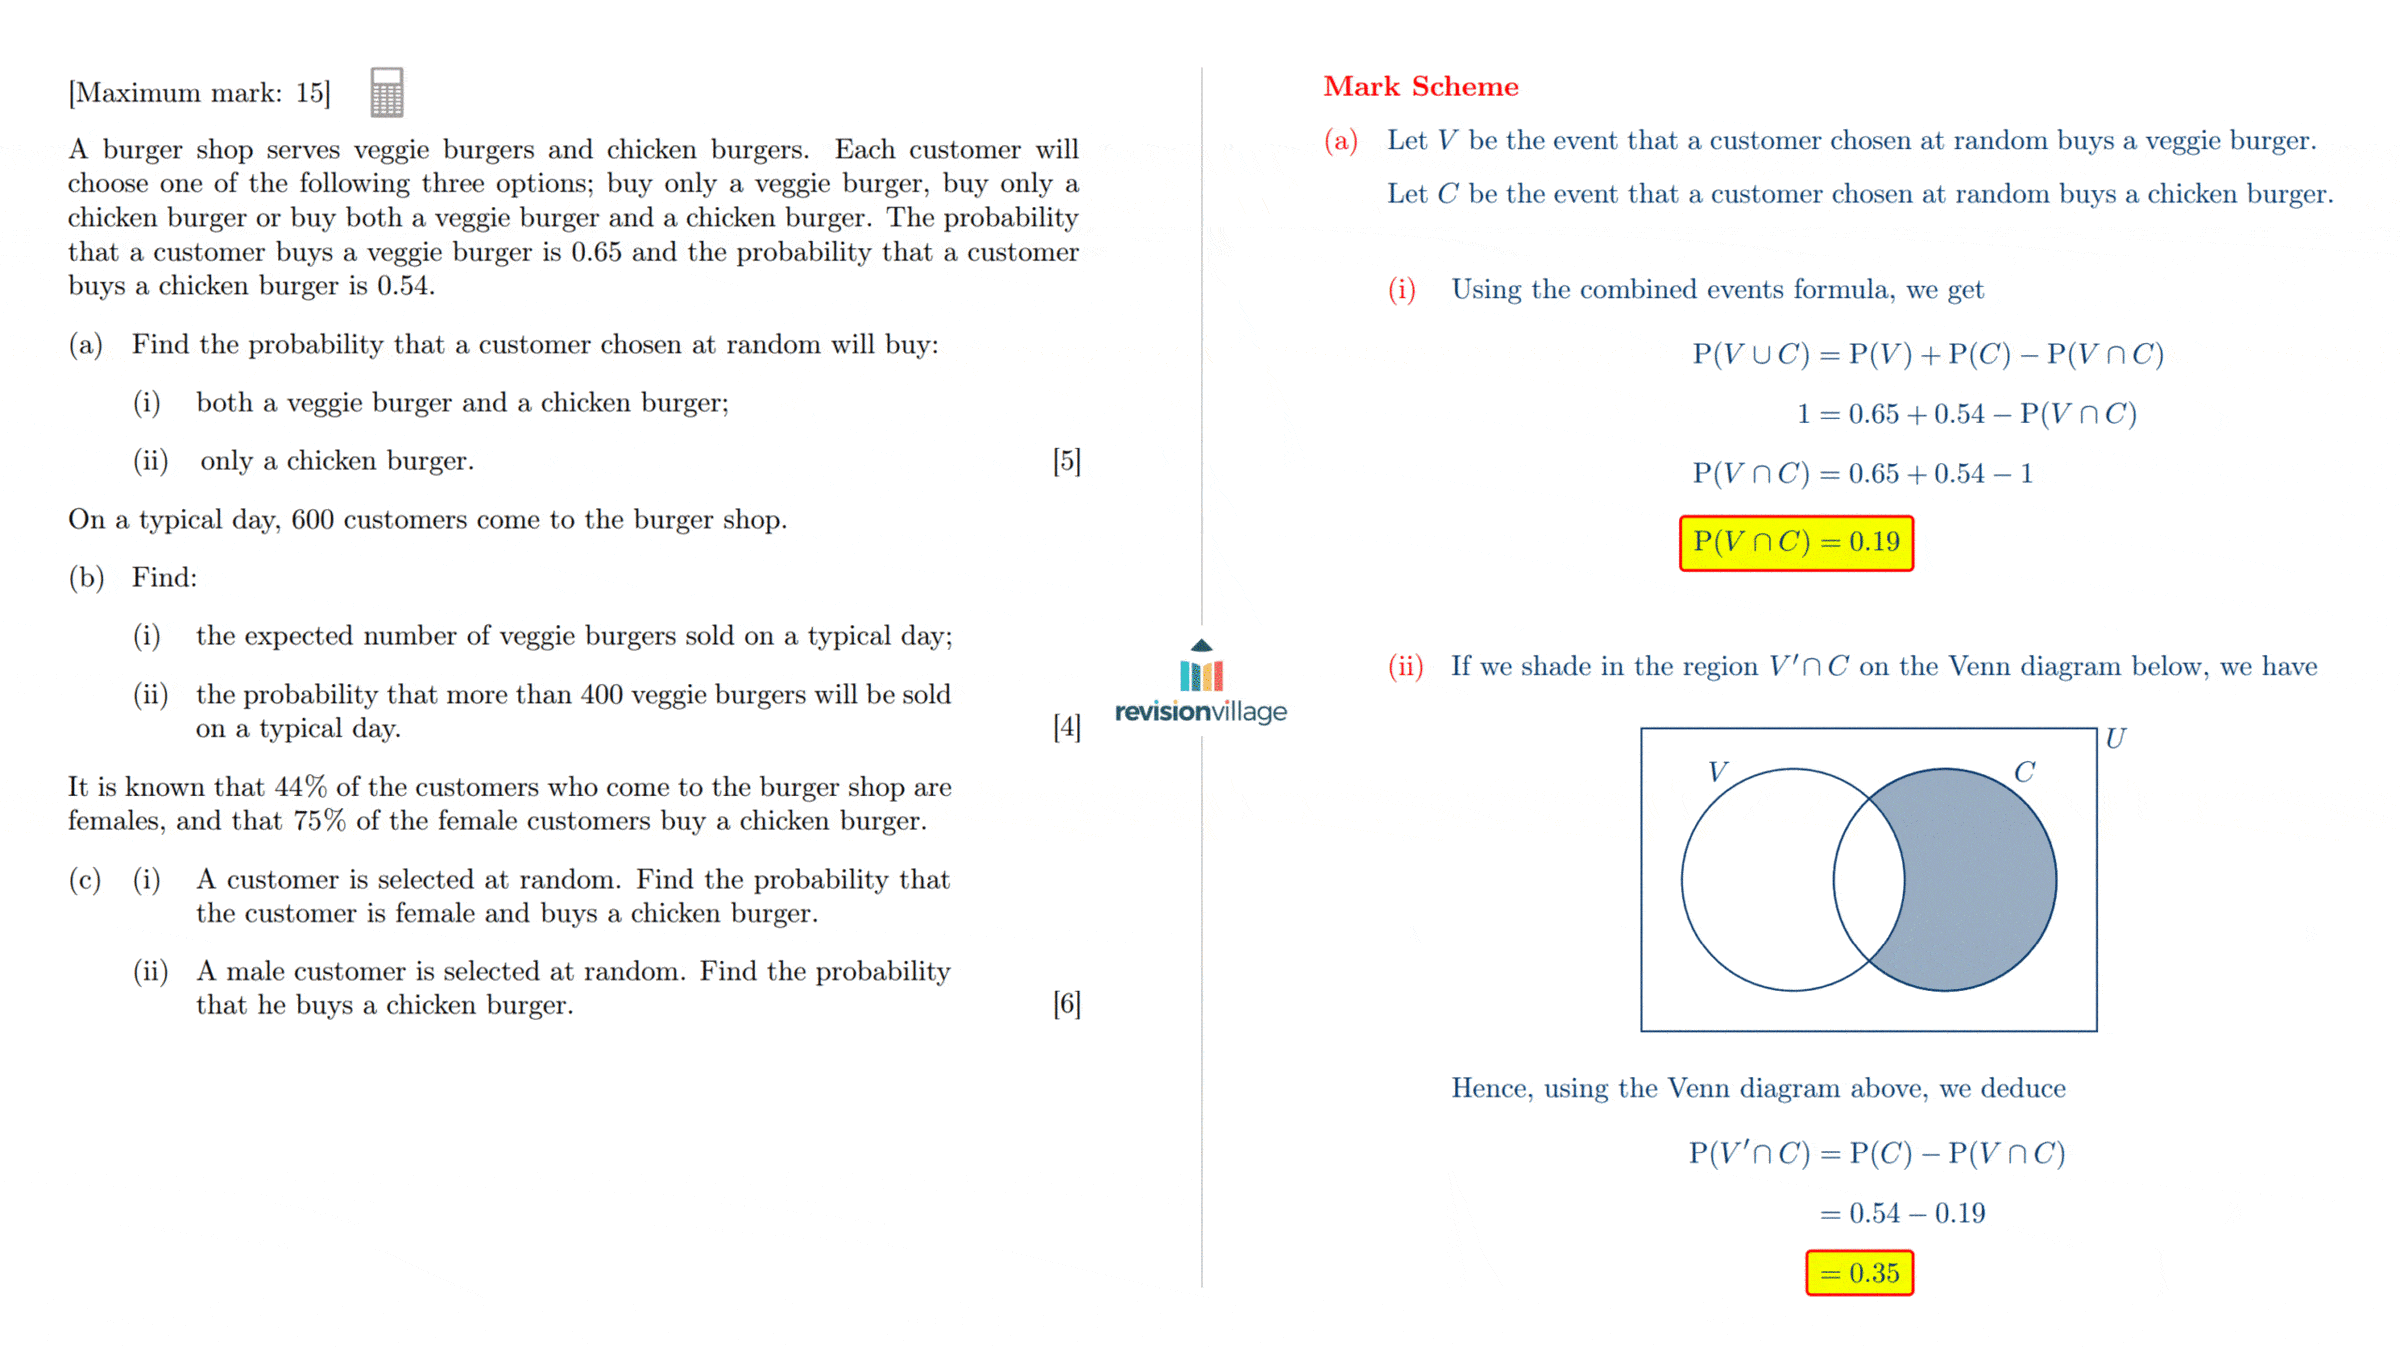 [Maximum mark: 15]
A burger shop serves veggie burgers and chicken burgers. Each customer will
choose one of the following three options; buy only a veggie burger, buy only a
chicken burger or buy both a veggie burger and a chicken burger. The probability
that a customer buys a veggie burger is 0.65 and the probability that a customer
buys a chicken burger is 0.54.
(a) Find the probability that a customer chosen at random will buy:
(i) both a veggie burger and a chicken burger;
(ii) only a chicken burger. [5]
On a typical day, 600 customers come to the burger shop.
(b) Find:
(i) the expected number of veggie burgers sold on a typical day;
(ii) the probability that more than 400 veggie burgers will be sold
on a typical day. [4]
It is known that 44% of the customers who come to the burger shop are
females, and that 75% of the female customers buy a chicken burger.
(c) (i) A customer is selected at random. Find the probability that
the customer is female and buys a chicken burger.
(ii) A male customer is selected at random. Find the probability
that he buys a chicken burger. [6]
revisionvillage
Mark Scheme
(a) Let V be the event that a customer chosen at random buys a veggie burger.
Let C be the event that a customer chosen at random buys a chicken burger.
(i) Using the combined events formula, we get
P(V ∪ C) = P(V) + P(C) − P(V ∩ C)
1 = 0.65 + 0.54 − P(V ∩ C)
P(V ∩ C) = 0.65 + 0.54 − 1
P(V ∩ C) = 0.19
(ii) If we shade in the region V′∩ C on the Venn diagram below, we have
U
V C
Hence, using the Venn diagram above, we deduce
P(V′∩ C) = P(C) − P(V ∩ C)
= 0.54 − 0.19
= 0.35